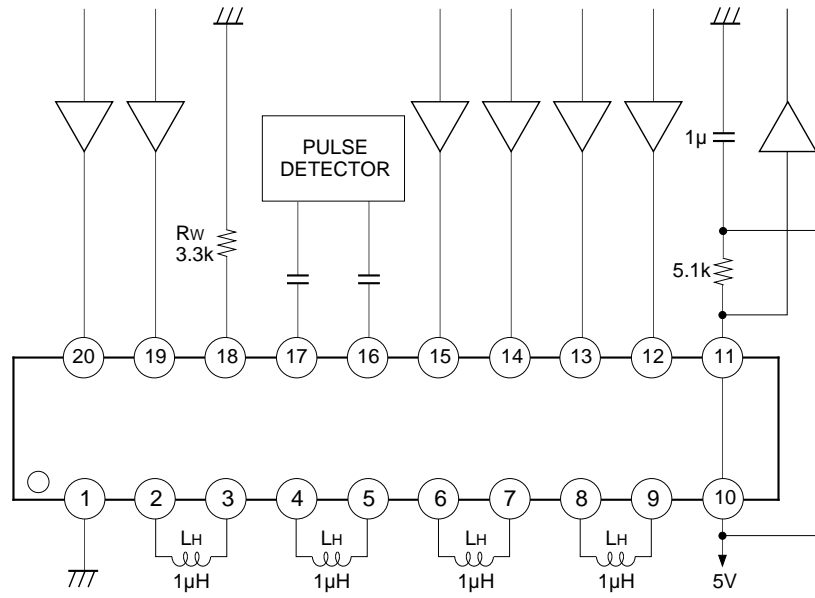 PULSE
DETECTOR
1μ
RW
3.3k
5.1k
20 19 18 17 16 15 14 13 12 11
1 2 3 4 5 6 7 8 9 10
LH LH LH LH
1μH 1μH 1μH 1μH
5V